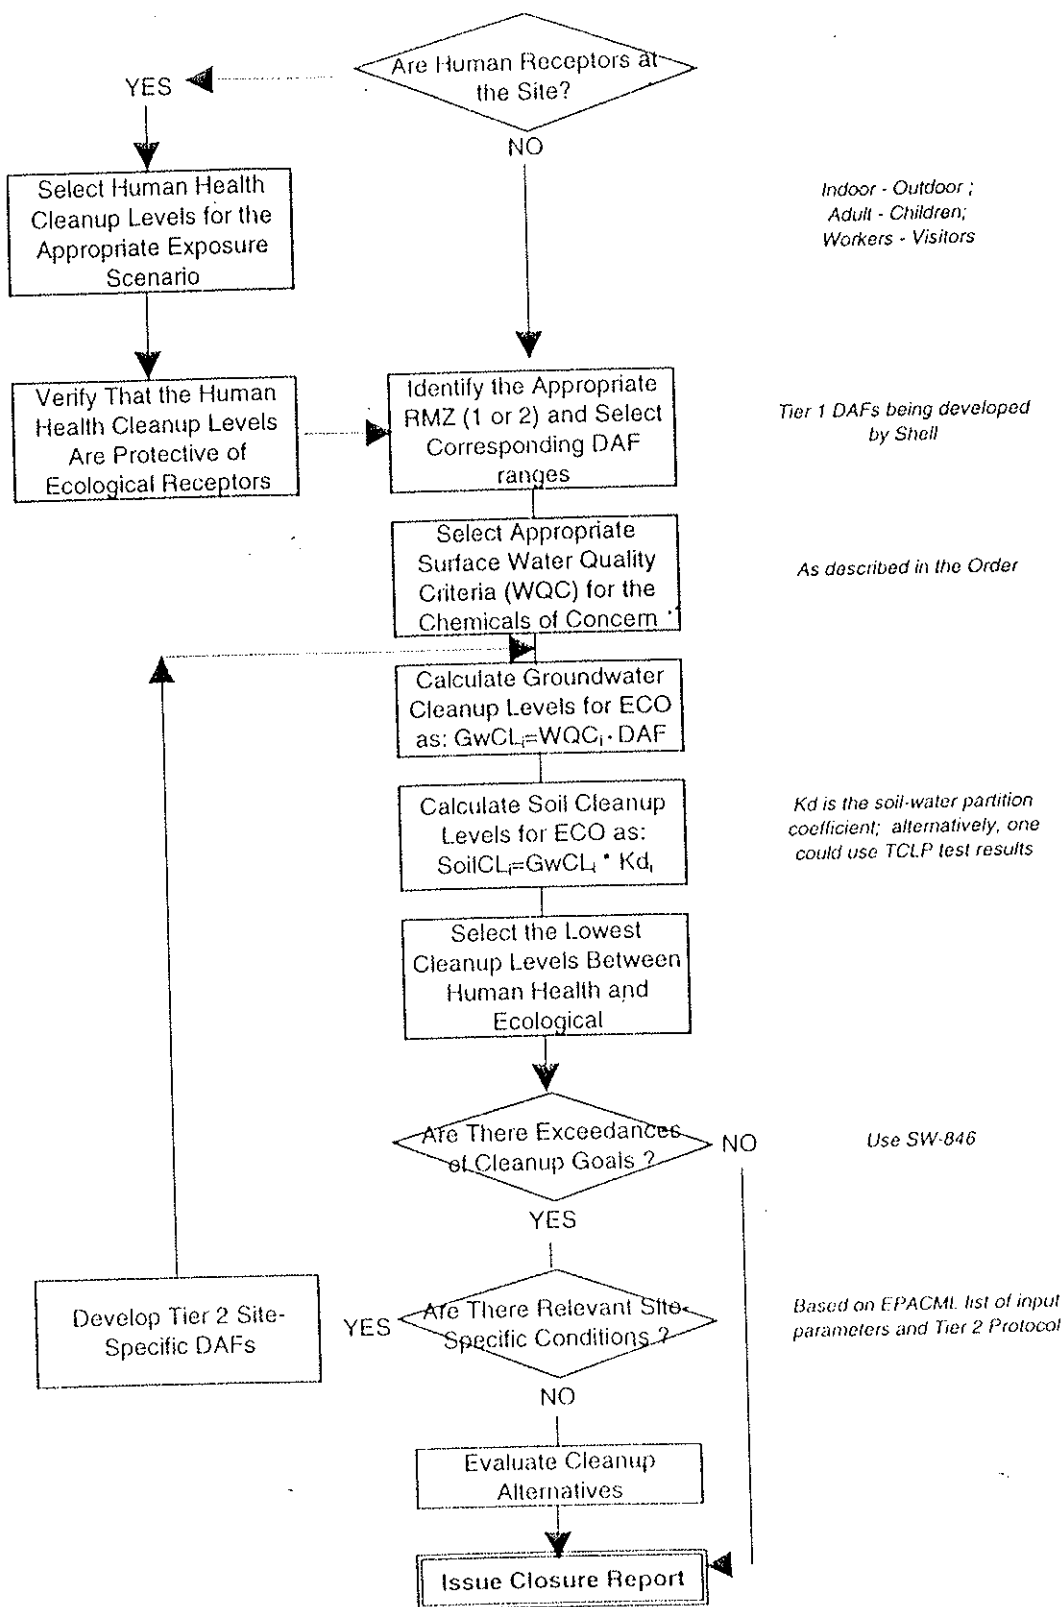 Are Human Receptors at
the Site?
YES
NO
Select Human Health
Cleanup Levels for the
Appropriate Exposure
Scenario
Indoor - Outdoor ;
Adult - Children;
Workers - Visitors
Verify That the Human
Health Cleanup Levels
Are Protective of
Ecological Receptors
Identify the Appropriate
RMZ (1 or 2) and Select
Corresponding DAF
ranges
Tier 1 DAFs being developed
by Shell
Select Appropriate
Surface Water Quality
Criteria (WQC) for the
Chemicals of Concern
As described in the Order
Calculate Groundwater
Cleanup Levels for ECO
as: GwCLᵢ=WQCᵢ · DAF
Calculate Soil Cleanup
Levels for ECO as:
SoilCLᵢ=GwCLᵢ * Kdᵢ
Kd is the soil-water partition
coefficient; alternatively, one
could use TCLP test results
Select the Lowest
Cleanup Levels Between
Human Health and
Ecological
Are There Exceedances
of Cleanup Goals ?
NO
Use SW-846
YES
Are There Relevant Site-
Specific Conditions ?
YES
Develop Tier 2 Site-
Specific DAFs
Based on EPACML list of input
parameters and Tier 2 Protocol
NO
Evaluate Cleanup
Alternatives
Issue Closure Report